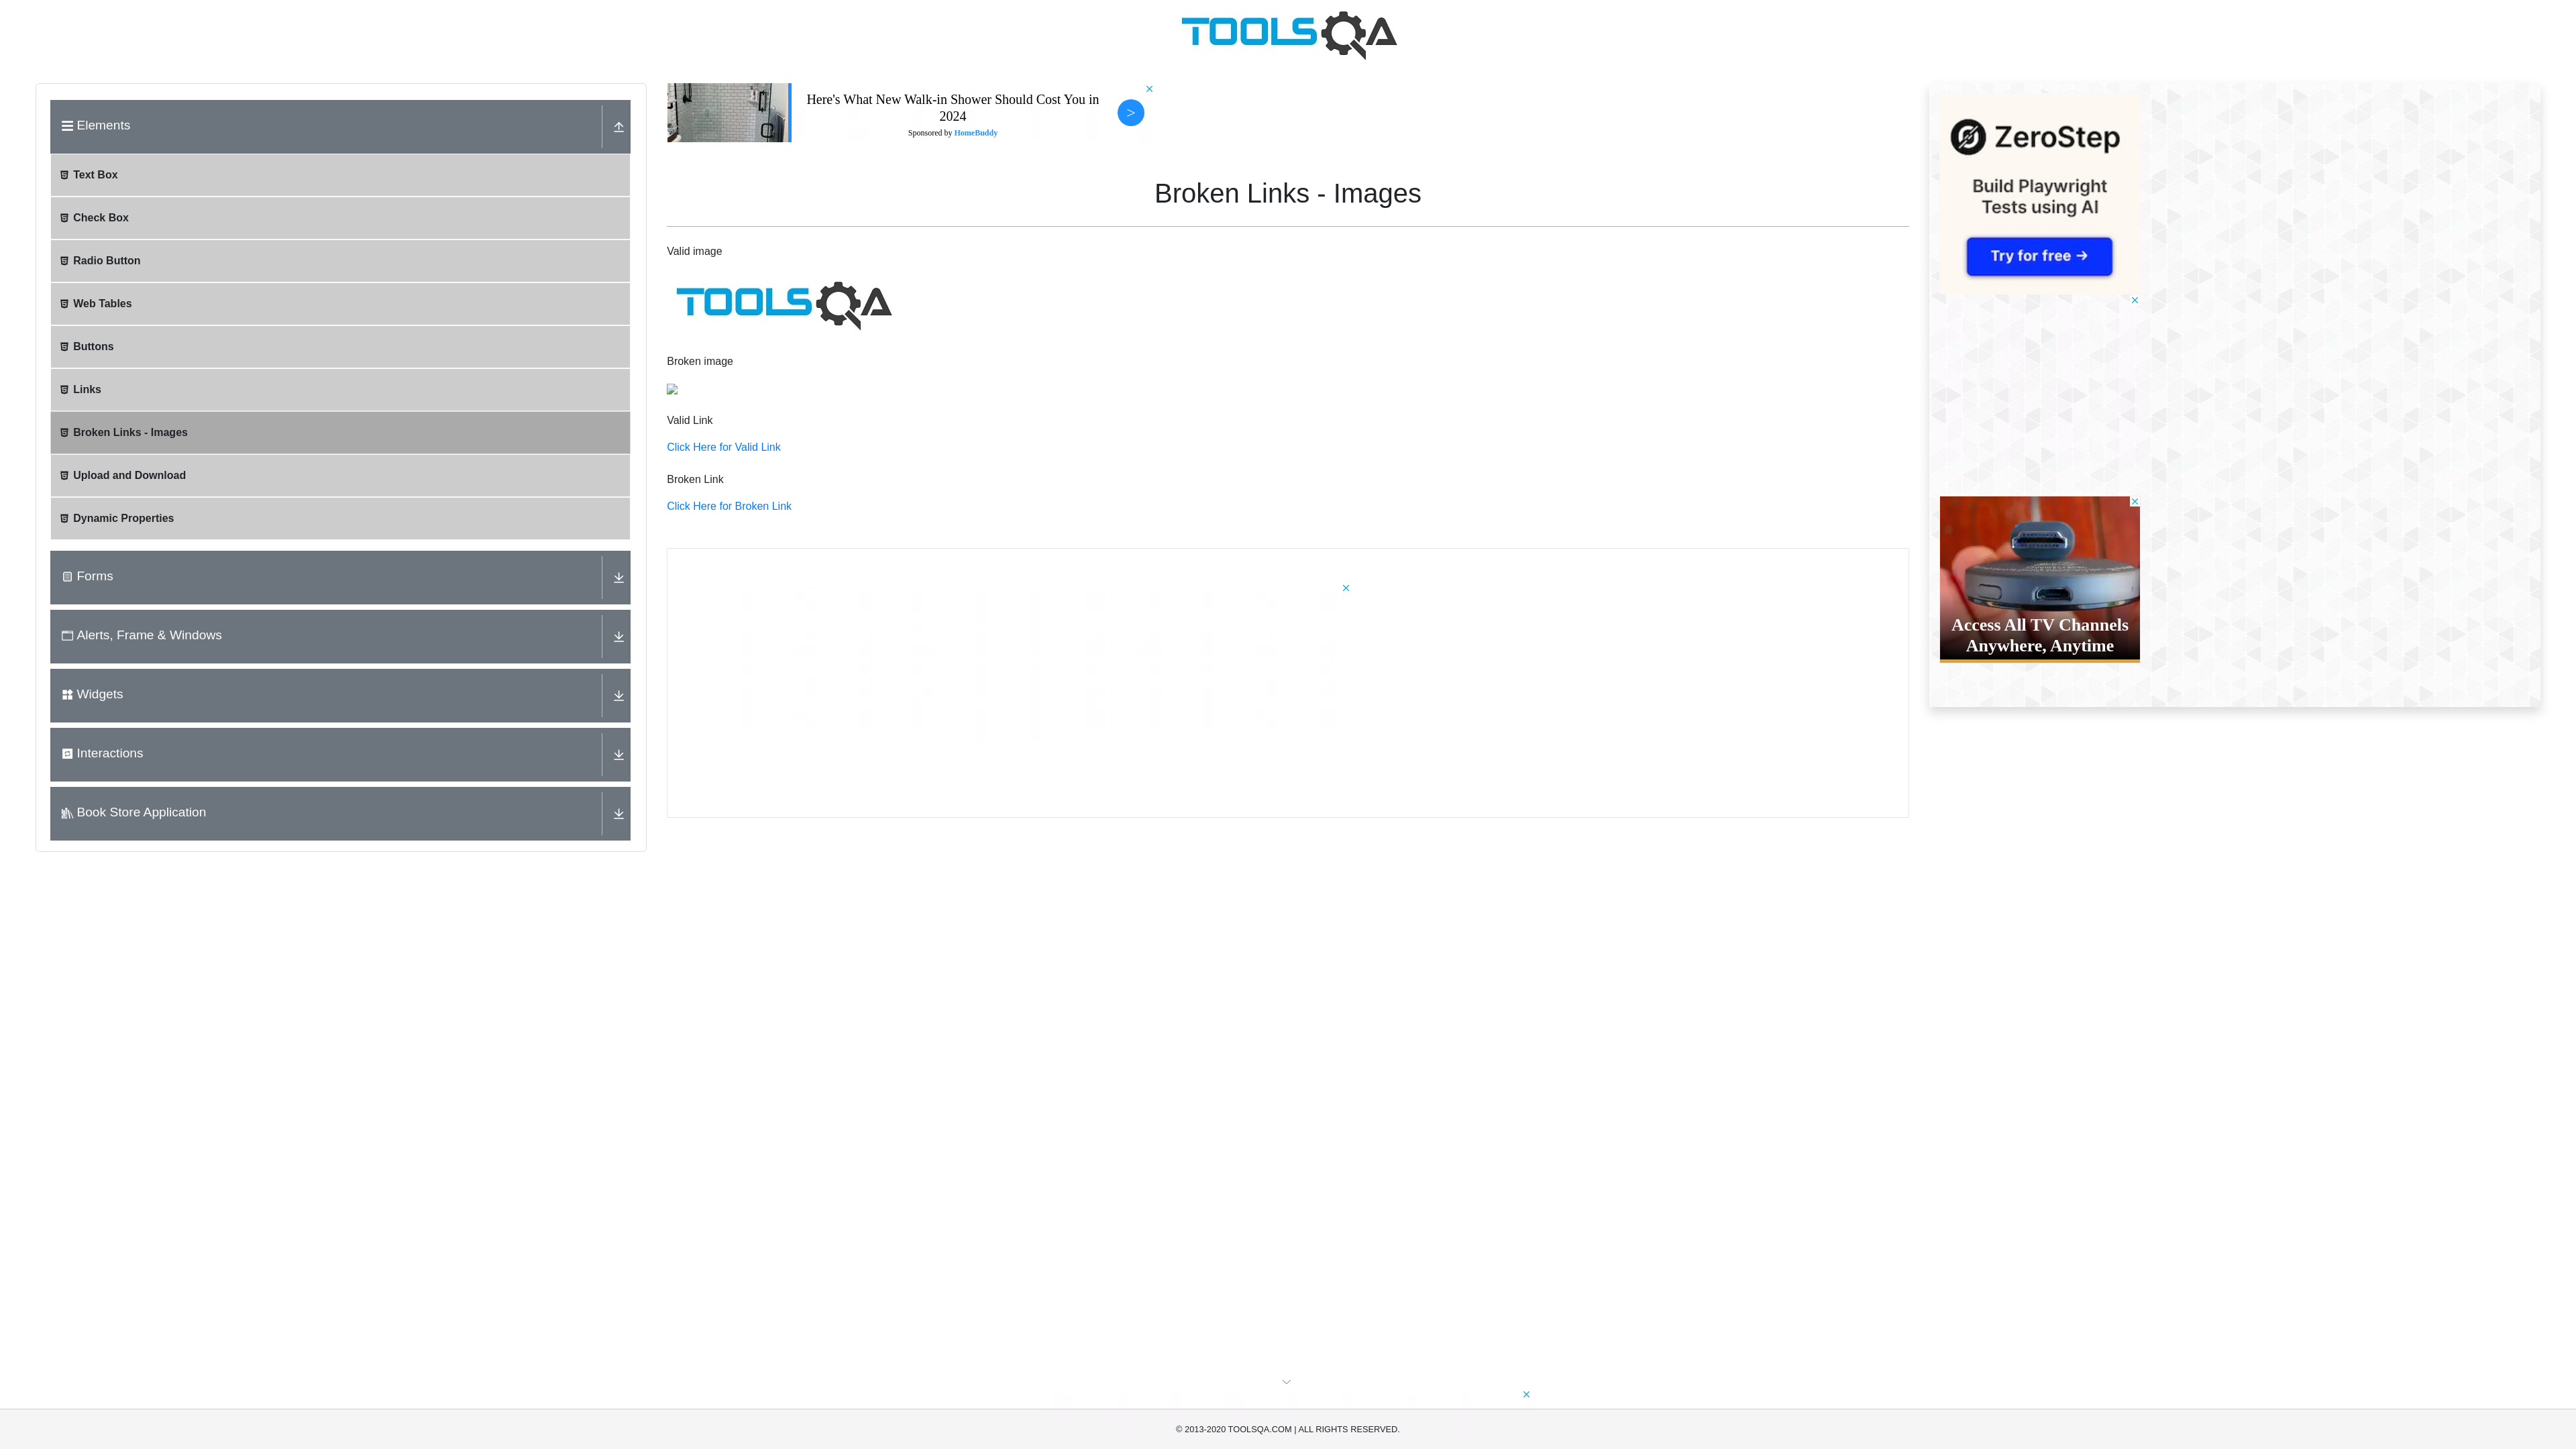 TOOLSQA
Elements
Text Box
Check Box
Radio Button
Web Tables
Buttons
Links
Broken Links - Images
Upload and Download
Dynamic Properties
Forms
Alerts, Frame & Windows
Widgets
Interactions
Book Store Application
Here's What New Walk-in Shower Should Cost You in
2024
Sponsored by HomeBuddy
>
Broken Links - Images
Valid image
TOOLSQA
Broken image
Valid Link
Click Here for Valid Link
Broken Link
Click Here for Broken Link
ZeroStep
Build Playwright
Tests using AI
Try for free →
Access All TV Channels
Anywhere, Anytime
© 2013-2020 TOOLSQA.COM | ALL RIGHTS RESERVED.